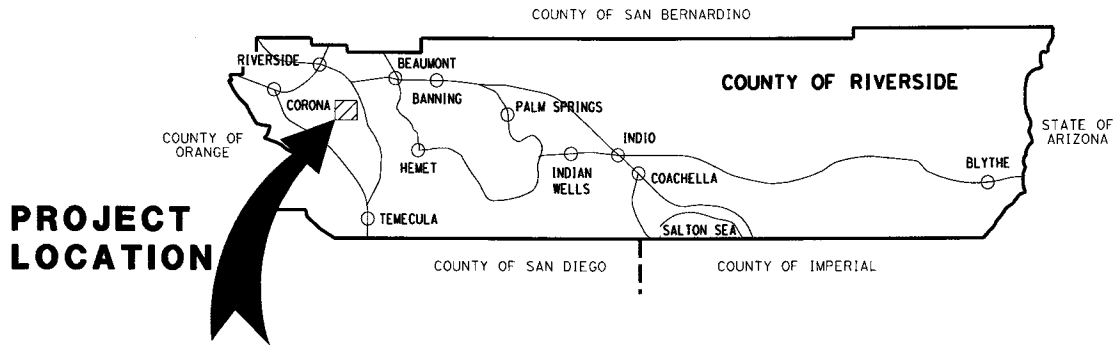 COUNTY OF SAN BERNARDINO
RIVERSIDE
BEAUMONT
COUNTY OF RIVERSIDE
CORONA
BANNING
PALM SPRINGS
COUNTY OF
ORANGE
STATE OF
ARIZONA
HEMET
INDIO
INDIAN
WELLS
COACHELLA
BLYTHE
PROJECT
LOCATION
TEMECULA
SALTON SEA
COUNTY OF SAN DIEGO
COUNTY OF IMPERIAL